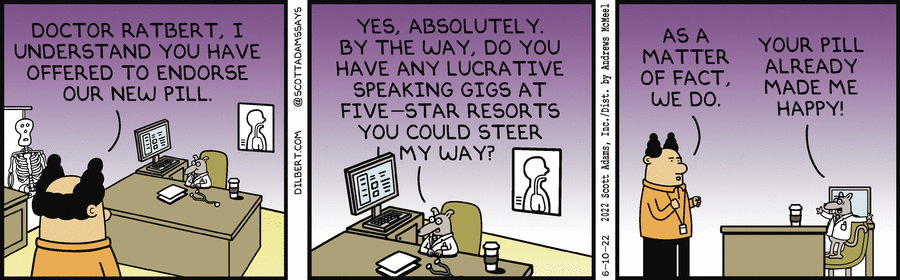 DOCTOR RATBERT, I
UNDERSTAND YOU HAVE
OFFERED TO ENDORSE
OUR NEW PILL.
DILBERT.COM @SCOTTADAMSSAYS
YES, ABSOLUTELY.
BY THE WAY, DO YOU
HAVE ANY LUCRATIVE
SPEAKING GIGS AT
FIVE-STAR RESORTS
YOU COULD STEER
MY WAY?
6-10-22 2022 Scott Adams, Inc./Dist. by Andrews McMeel
AS A
MATTER
OF FACT,
WE DO.
YOUR PILL
ALREADY
MADE ME
HAPPY!